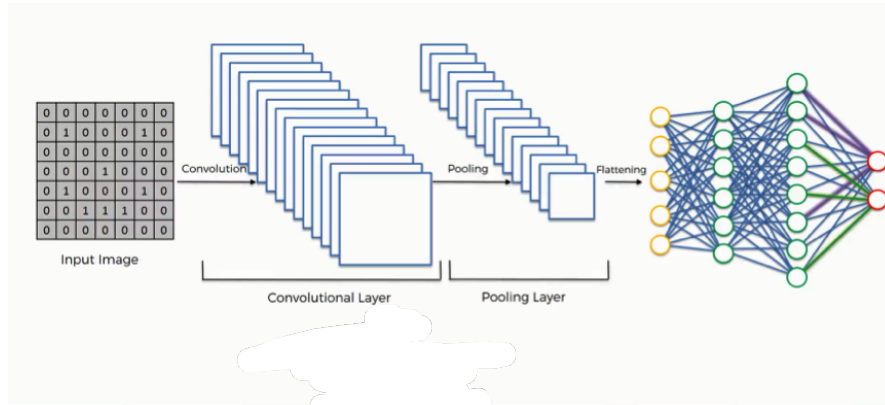 0 0 0 0 0 0 0
0 1 0 0 0 1 0
0 0 0 0 0 0 0
0 0 0 1 0 0 0
0 1 0 0 0 1 0
0 0 1 1 1 0 0
0 0 0 0 0 0 0
Input Image
Convolution
Convolutional Layer
Pooling
Pooling Layer
Flattening